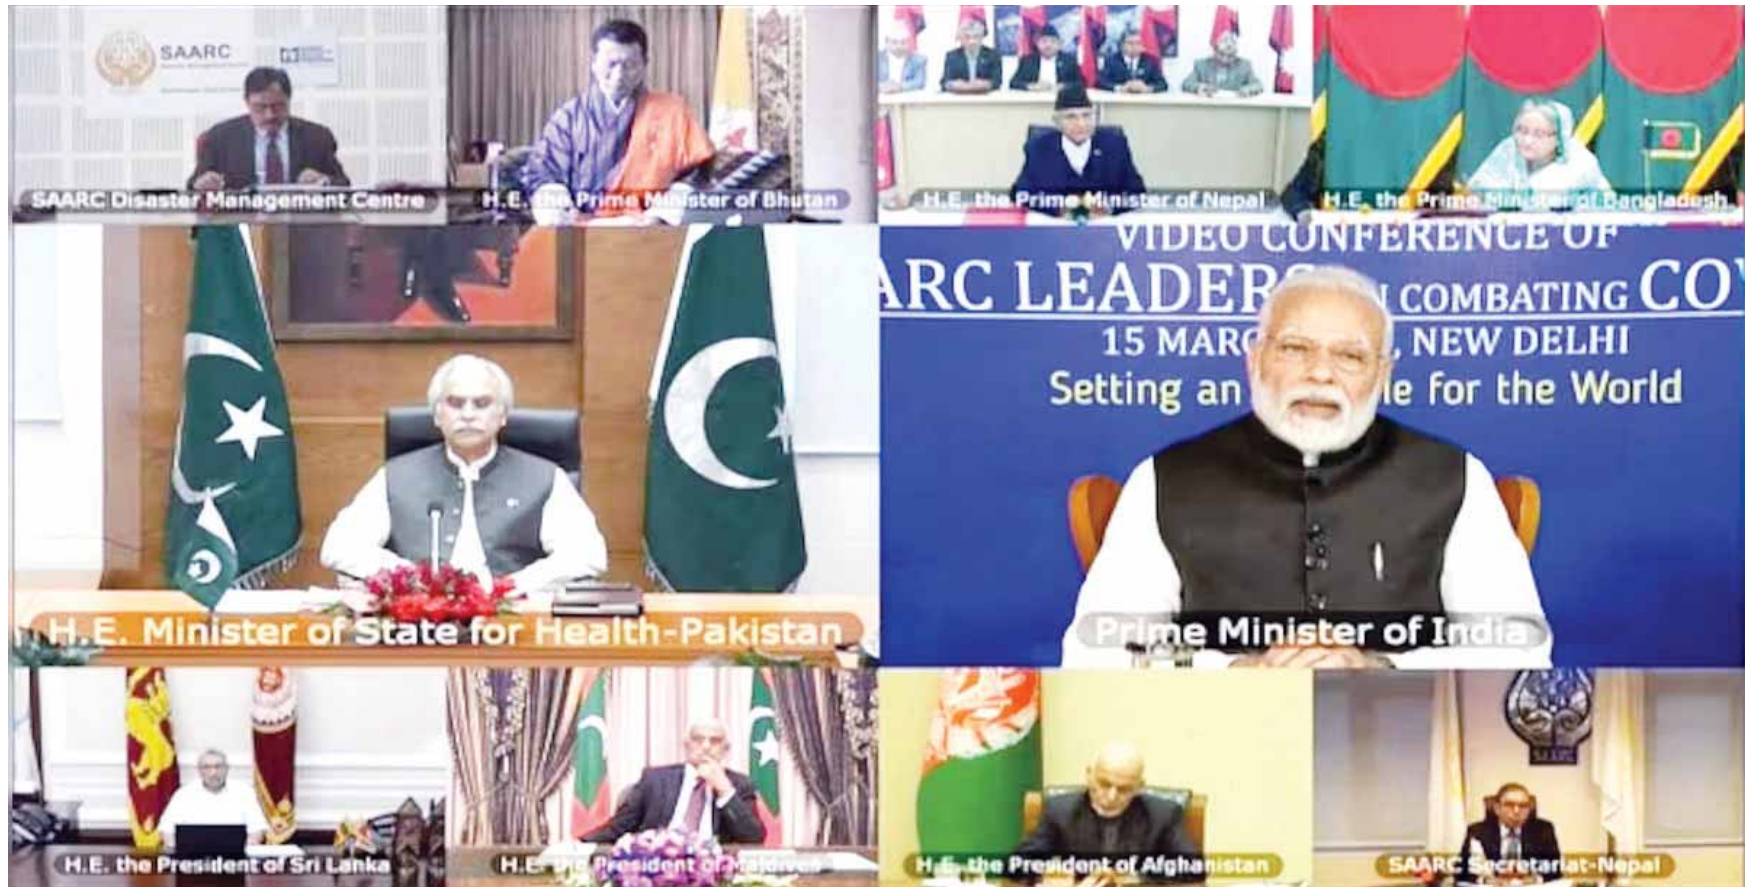 SAARC
SAARC Disaster Management Centre
H.E. the Prime Minister of Bhutan
H.E. the Prime Minister of Nepal
H.E. the Prime Minister of Bangladesh
VIDEO CONFERENCE OF
ARC LEADERS COMBATING CO
15 MAR , NEW DELHI
Setting an le for the World
H.E. Minister of State for Health-Pakistan
Prime Minister of India
H.E. the President of Sri Lanka
H.E. the President of Maldives
H.E. the President of Afghanistan
SAARC
SAARC Secretariat-Nepal